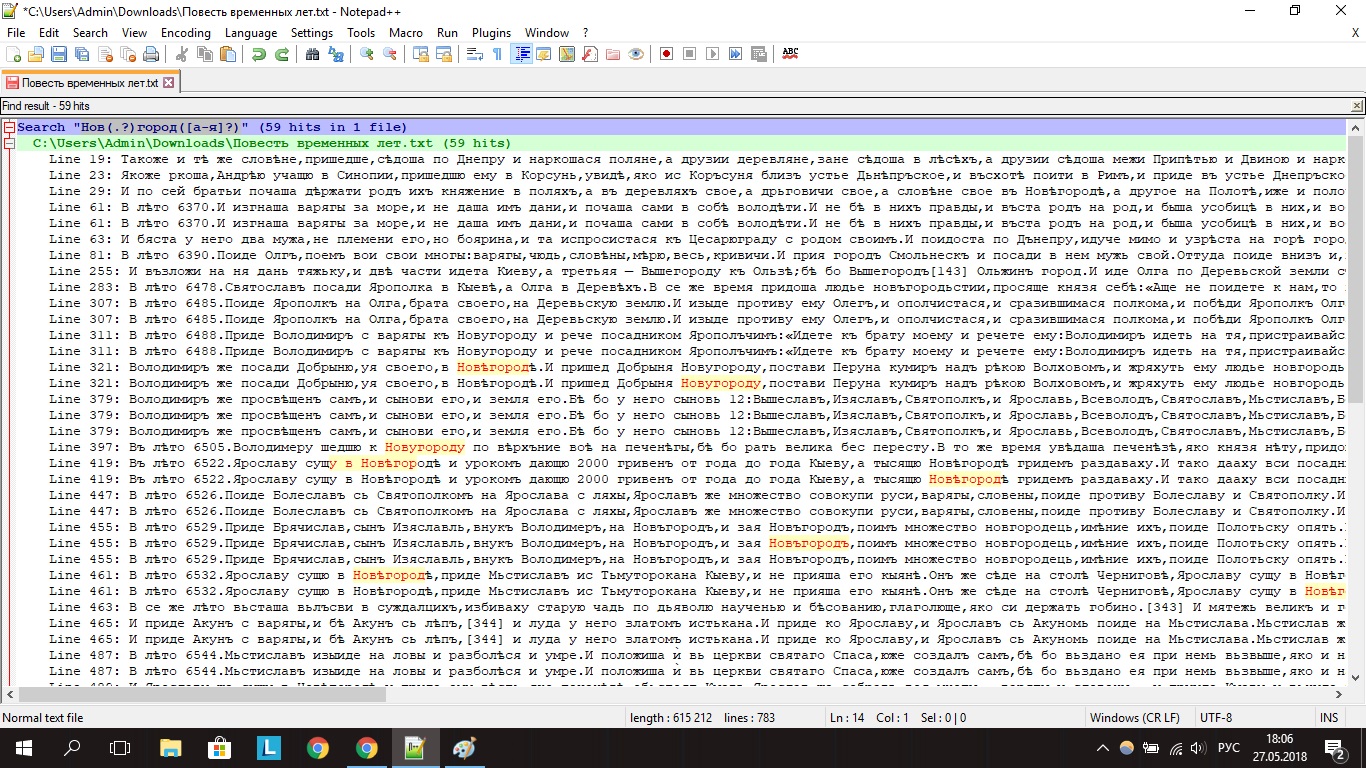 *C:\Users\Admin\Downloads\Повесть временных лет.txt - Notepad++
File Edit Search View Encoding Language Settings Tools Macro Run Plugins Window ? X
Повесть временных лет.txt
Find result - 59 hits
Search "Нов(.?)город([а-я]?)" (59 hits in 1 file)
C:\Users\Admin\Downloads\Повесть временных лет.txt (59 hits)
Line 19: Такоже и тѣ же словѣне,пришедше,сѣдоша по Днепру и наркошася поляне,а друзии деревляне,зане сѣдоша в лѣсѣхъ,а друзии сѣдоша межи Припѣтью и Двиною и нарк
Line 23: Якоже ркоша,Андрѣю учащю в Синопии,пришедшю ему в Корсунь,увидѣ,яко ис Коръсуня близъ устье Дьнѣпръское,и въсхотѣ поити в Римъ,и приде въ устье Днепръско
Line 29: И по сей братьи почаша дѣржати родъ ихъ княжение в поляхъ,а въ деревляхъ свое,а дрьговичи свое,а словѣне свое въ Новѣгородѣ,а другое на Полотѣ,иже и поло
Line 61: В лѣто 6370.И изгнаша варягы за море,и не даша имъ дани,и почаша сами в собѣ володѣти.И не бѣ в нихъ правды,и въста родъ на род,и быша усобицѣ в них,и во
Line 61: В лѣто 6370.И изгнаша варягы за море,и не даша имъ дани,и почаша сами в собѣ володѣти.И не бѣ в нихъ правды,и въста родъ на род,и быша усобицѣ в них,и во
Line 63: И бяста у него два мужа,не племени его,но боярина,и та испросистася къ Цесарюграду с родом своимъ.И поидоста по Дънепру,идуче мимо и узрѣста на горѣ горо
Line 81: В лѣто 6390.Поиде Олгъ,поемъ вои свои многы:варягы,чюдь,словѣны,мѣрю,весь,кривичи.И прия городъ Смольнескъ и посади в нем мужь свой.Оттуда поиде внизъ и,
Line 255: И възложи на ня дань тяжьку,и двѣ части идета Киеву,а третьяя — Вышегороду къ Ользѣ;бѣ бо Вышегородъ[143] Ольжинъ город.И иде Олга по Деревьской земли с
Line 283: В лѣто 6478.Святославъ посади Ярополка в Кыевѣ,а Олга в Деревѣхъ.В се же время придоша людье новъгородьстии,просяще князя себѣ:«Аще не поидете к нам,то
Line 307: В лѣто 6485.Поиде Ярополкъ на Олга,брата своего,на Деревьскую землю.И изыде противу ему Олегъ,и ополчистася,и сразившимася полкома,и побѣди Ярополкъ Олг
Line 307: В лѣто 6485.Поиде Ярополкъ на Олга,брата своего,на Деревьскую землю.И изыде противу ему Олегъ,и ополчистася,и сразившимася полкома,и побѣди Ярополкъ Олг
Line 311: В лѣто 6488.Приде Володимиръ с варягы къ Новугороду и рече посадником Ярополъчимъ:«Идете къ брату моему и речете ему:Володимиръ идеть на тя,пристраивайс
Line 311: В лѣто 6488.Приде Володимиръ с варягы къ Новугороду и рече посадником Ярополъчимъ:«Идете къ брату моему и речете ему:Володимиръ идеть на тя,пристраивайс
Line 321: Володимиръ же посади Добрыню,уя своего,в Новѣгородѣ.И пришед Добрыня Новугороду,постави Перуна кумиръ надъ рѣкою Волховомъ,и жряхуть ему людье новгородь
Line 321: Володимиръ же посади Добрыню,уя своего,в Новѣгородѣ.И пришед Добрыня Новугороду,постави Перуна кумиръ надъ рѣкою Волховомъ,и жряхуть ему людье новгородь
Line 379: Володимиръ же просвѣщенъ самъ,и сынови его,и земля его.Бѣ бо у него сыновъ 12:Вышеславъ,Изяславъ,Святополкъ,и Ярославъ,Всеволодъ,Святославъ,Мьстиславъ,Б
Line 379: Володимиръ же просвѣщенъ самъ,и сынови его,и земля его.Бѣ бо у него сыновъ 12:Вышеславъ,Изяславъ,Святополкъ,и Ярославъ,Всеволодъ,Святославъ,Мьстиславъ,Б
Line 379: Володимиръ же просвѣщенъ самъ,и сынови его,и земля его.Бѣ бо у него сыновъ 12:Вышеславъ,Изяславъ,Святополкъ,и Ярославъ,Всеволодъ,Святославъ,Мьстиславъ,Б
Line 397: Въ лѣто 6505.Володимеру шедшю к Новугороду по вѣрхъние воѣ на печенѣгы,бѣ бо рать велика бес пересту.В то же время увѣдаша печенѣзѣ,яко князя нѣту,придо
Line 419: Въ лѣто 6522.Ярославу сущу в Новѣгородѣ и урокомъ дающю 2000 гривенъ от года до года Кыеву,а тысящю Новѣгородѣ гридемъ раздаваху.И тако дааху вси посадн
Line 419: Въ лѣто 6522.Ярославу сущу в Новѣгородѣ и урокомъ дающю 2000 гривенъ от года до года Кыеву,а тысящю Новѣгородѣ гридемъ раздаваху.И тако дааху вси посадн
Line 447: В лѣто 6526.Поиде Болеславъ сь Святополкомъ на Ярослава с ляхы,Ярославъ же множество совокупи руси,варягы,словены,поиде противу Болеславу и Святополку.И
Line 447: В лѣто 6526.Поиде Болеславъ сь Святополкомъ на Ярослава с ляхы,Ярославъ же множество совокупи руси,варягы,словены,поиде противу Болеславу и Святополку.И
Line 455: В лѣто 6529.Приде Брячислав,сынъ Изяславль,внукъ Володимеръ,на Новъгородъ,и зая Новъгородъ,поимъ множество новгородець,имѣние ихъ,поиде Полотьску опять.
Line 455: В лѣто 6529.Приде Брячислав,сынъ Изяславль,внукъ Володимеръ,на Новъгородъ,и зая Новъгородъ,поимъ множество новгородець,имѣние ихъ,поиде Полотьску опять.
Line 455: В лѣто 6529.Приде Брячислав,сынъ Изяславль,внукъ Володимеръ,на Новъгородъ,и зая Новъгородъ,поимъ множество новгородець,имѣние ихъ,поиде Полотьску опять.
Line 461: В лѣто 6532.Ярославу сущю в Новѣгородѣ,приде Мьстиславъ ис Тьмуторокана Кыеву,и не прияша его кыянѣ.Онъ же сѣде на столѣ Черниговѣ,Ярославу сущу в Новѣг
Line 461: В лѣто 6532.Ярославу сущю в Новѣгородѣ,приде Мьстиславъ ис Тьмуторокана Кыеву,и не прияша его кыянѣ.Онъ же сѣде на столѣ Черниговѣ,Ярославу сущу в Новѣг
Line 463: В се же лѣто въсташа вълъсви в суждалцихъ,избиваху старую чадь по дьяволю наученью и бѣсованию,глаголюще,яко си держать гобино.[343] И мятежь великъ и г
Line 465: И приде Акунъ с варягы,и бѣ Акунъ сь лѣпъ,[344] и луда у него златомъ истькана.И приде ко Ярославу,и Ярославъ сь Акуномь поиде на Мьстислава.Мьстислав ж
Line 465: И приде Акунъ с варягы,и бѣ Акунъ сь лѣпъ,[344] и луда у него златомъ истькана.И приде ко Ярославу,и Ярославъ сь Акуномь поиде на Мьстислава.Мьстислав ж
Line 487: В лѣто 6544.Мьстиславъ изыиде на ловы и разболѣся и умре.И положиша ѝ вь церкви святаго Спаса,юже создалъ самъ,бѣ бо въздано ея при немь възвыше,яко и н
Line 487: В лѣто 6544.Мьстиславъ изыиде на ловы и разболѣся и умре.И положиша ѝ вь церкви святаго Спаса,юже создалъ самъ,бѣ бо въздано ея при немь възвыше,яко и н
Normal text file length : 615 212 lines : 783 Ln : 14 Col : 1 Sel : 0 | 0 Windows (CR LF) UTF-8 INS
РУС 18:06
27.05.2018 2